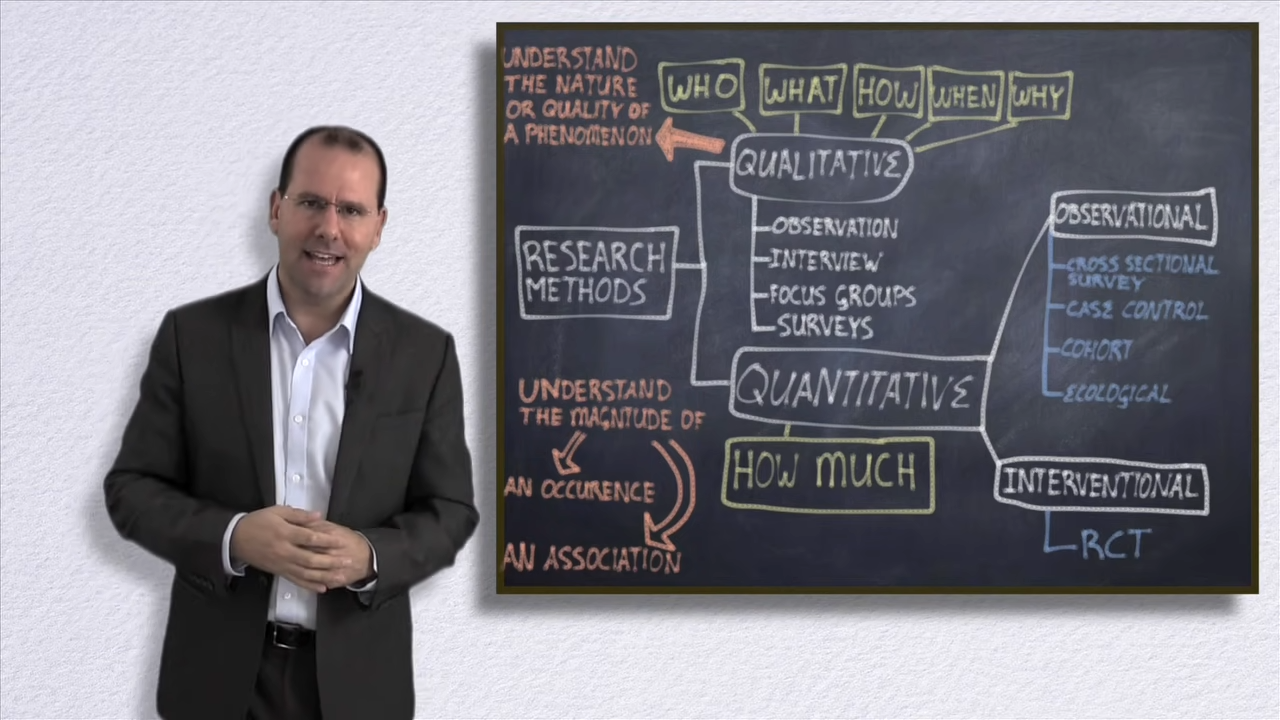 UNDERSTAND
THE NATURE
OR QUALITY OF
A PHENOMENON
WHO
WHAT
HOW
WHEN
WHY
QUALITATIVE
OBSERVATION
INTERVIEW
FOCUS GROUPS
SURVEYS
RESEARCH
METHODS
QUANTITATIVE
HOW MUCH
UNDERSTAND
THE MAGNITUDE OF
AN OCCURENCE
AN ASSOCIATION
OBSERVATIONAL
CROSS SECTIONAL
SURVEY
CASE CONTROL
COHORT
ECOLOGICAL
INTERVENTIONAL
RCT